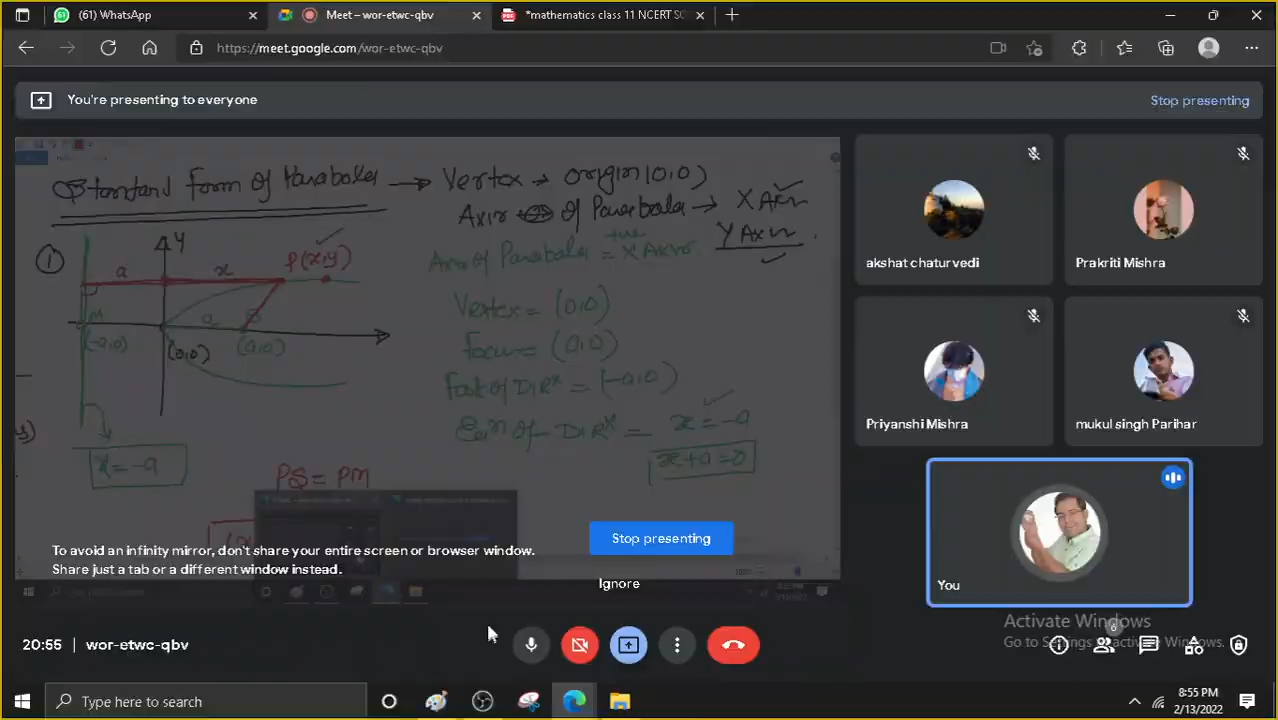 (61) WhatsApp
Meet – wor-etwc-qbv
*mathematics class 11 NCERT SC
https://meet.google.com/wor-etwc-qbv
You're presenting to everyone
Stop presenting
Standard form of Parabola → Vertex → origin (0,0)
Axis of Parabola → X Axis
Y Axis
① Y P(x,y)
Axis of Parabola = +ive X Axis
a x
Vertex = (0,0)
M a S
(-a,0) (0,0) (a,0)
focus = (a,0)
Foot of DIRx = (-a,0)
Eqn of DIRx = x = -a
x+a=0
x = -a
PS = PM
To avoid an infinity mirror, don't share your entire screen or browser window.
Share just a tab or a different window instead.
Stop presenting
Ignore
akshat chaturvedi
Prakriti Mishra
Priyanshi Mishra
mukul singh Parihar
You
Activate Windows
Go to Settings to activate Windows.
6
20:55 | wor-etwc-qbv
Type here to search
8:55 PM
2/13/2022